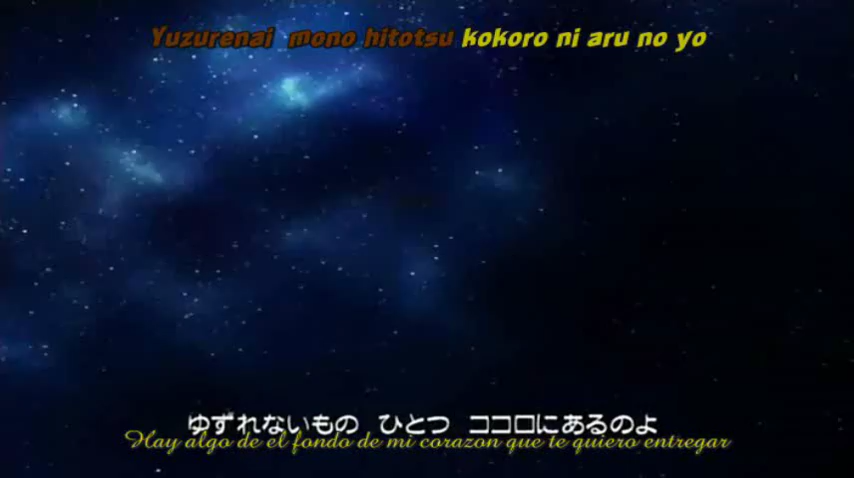 Yuzurenai mono hitotsu kokoro ni aru no yo
ゆずれないもの ひとつ ココロにあるのよ
Hay algo de el fondo de mi corazon que te quiero entregar